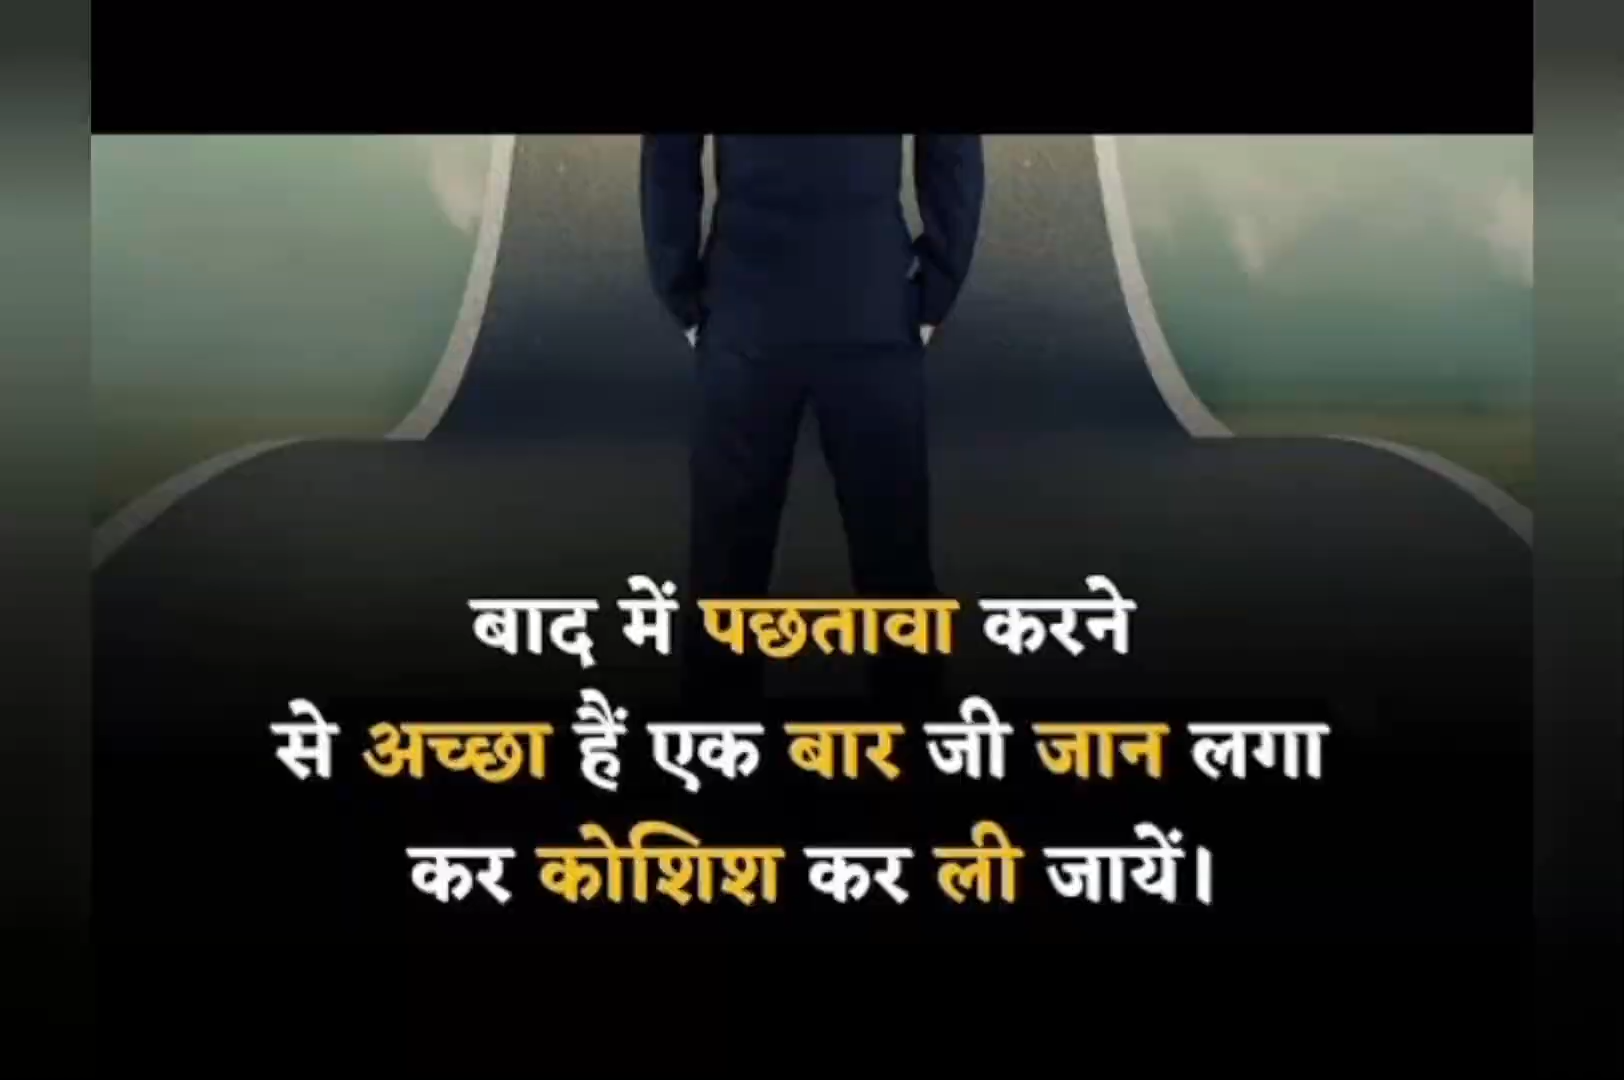 बाद में पछतावा करने
से अच्छा हैं एक बार जी जान लगा
कर कोशिश कर ली जायें।